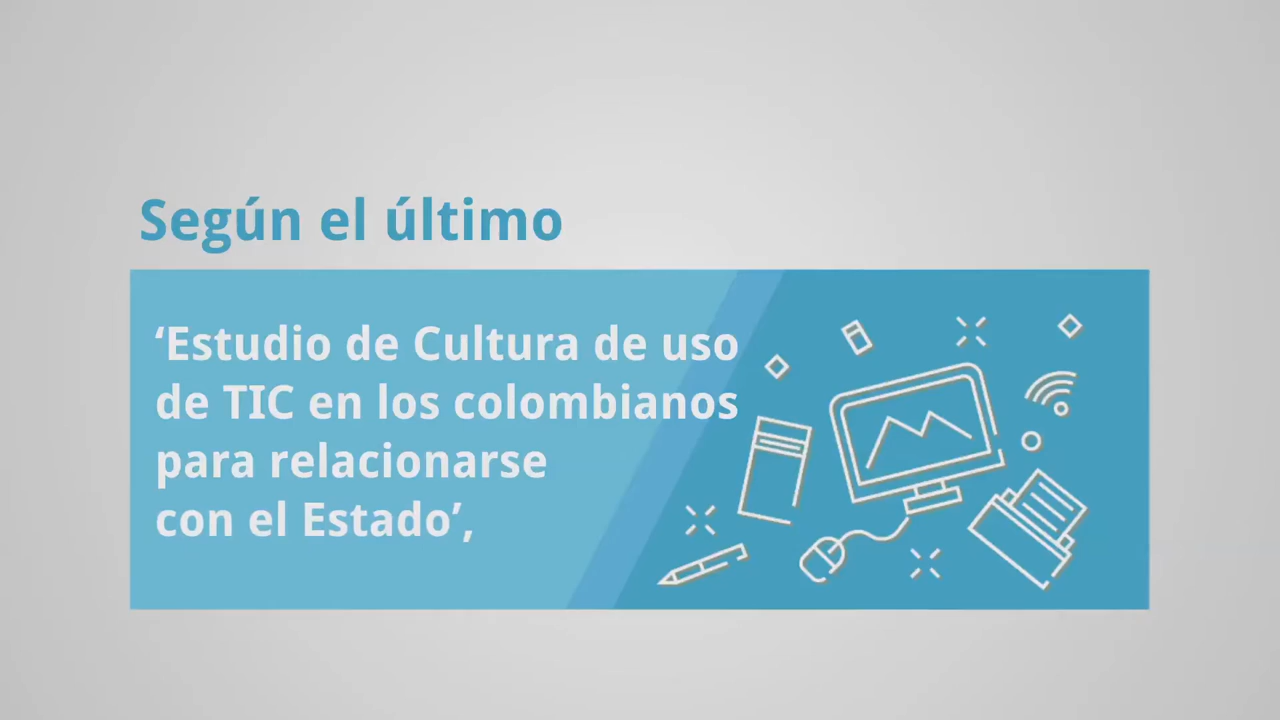 Según el último
‘Estudio de Cultura de uso
de TIC en los colombianos
para relacionarse
con el Estado’,